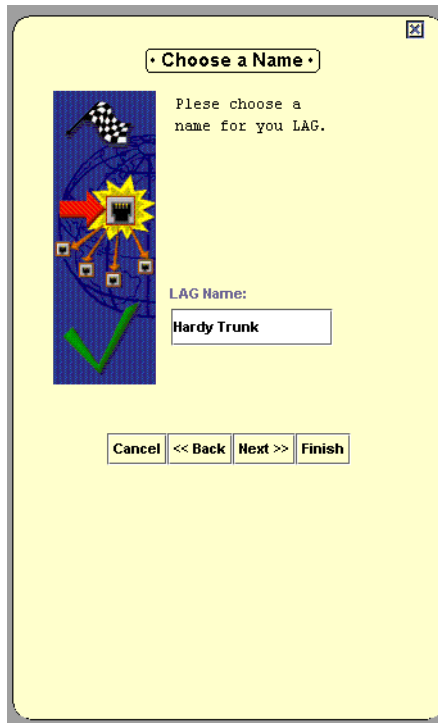 • Choose a Name •
Plese choose a
name for you LAG.
LAG Name:
Hardy Trunk
Cancel << Back Next >> Finish